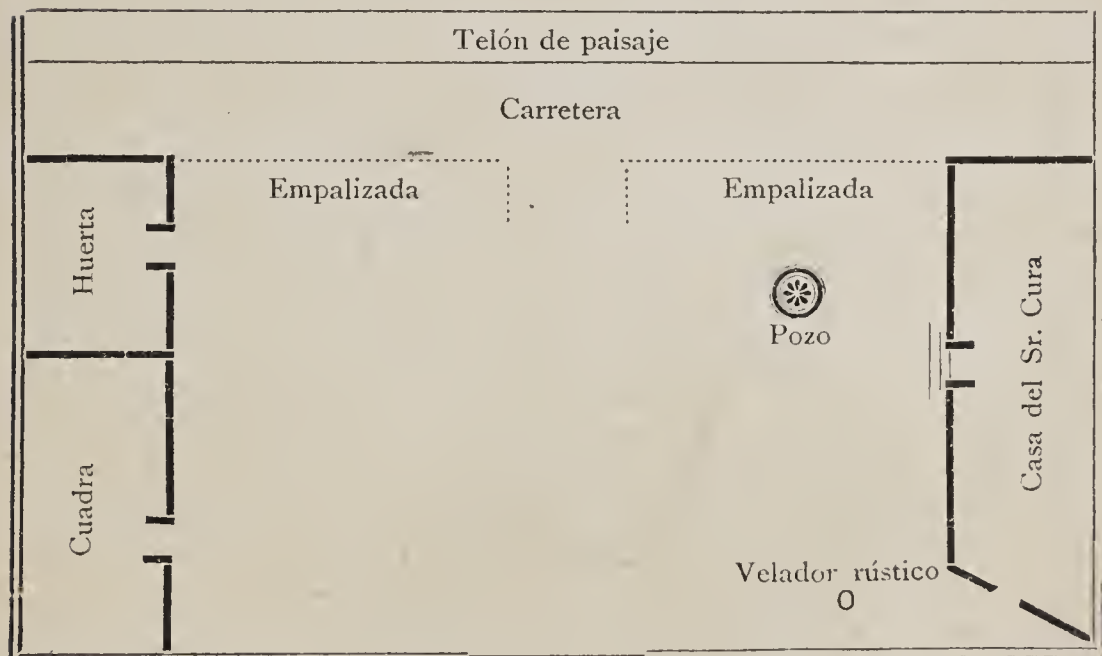 Telón de paisaje
Carretera
Empalizada
Empalizada
Huerta
Pozo
Casa del Sr. Cura
Cuadra
Velador rústico